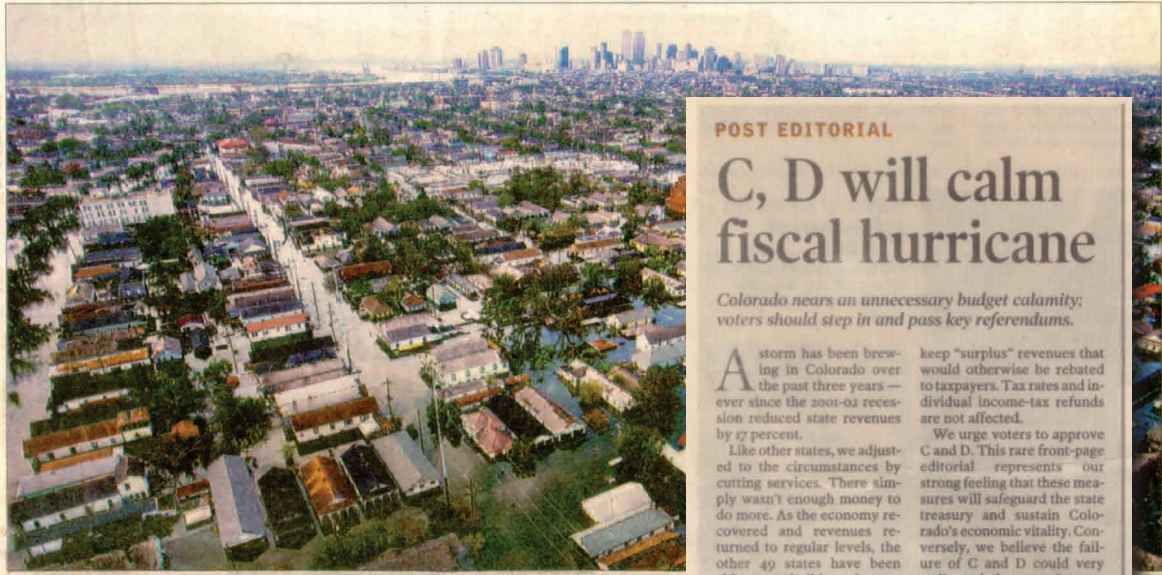 POST EDITORIAL
C, D will calm
fiscal hurricane
Colorado nears an unnecessary budget calamity;
voters should step in and pass key referendums.
A storm has been brew-
ing in Colorado over
the past three years —
ever since the 2001-02 reces-
sion reduced state revenues
by 17 percent.
Like other states, we adjust-
ed to the circumstances by
cutting services. There sim-
ply wasn't enough money to
do more. As the economy re-
covered and revenues re-
turned to regular levels, the
other 49 states have been
keep "surplus" revenues that
would otherwise be rebated
to taxpayers. Tax rates and in-
dividual income-tax refunds
are not affected.
We urge voters to approve
C and D. This rare front-page
editorial represents our
strong feeling that these mea-
sures will safeguard the state
treasury and sustain Colo-
rado's economic vitality. Con-
versely, we believe the fail-
ure of C and D could very